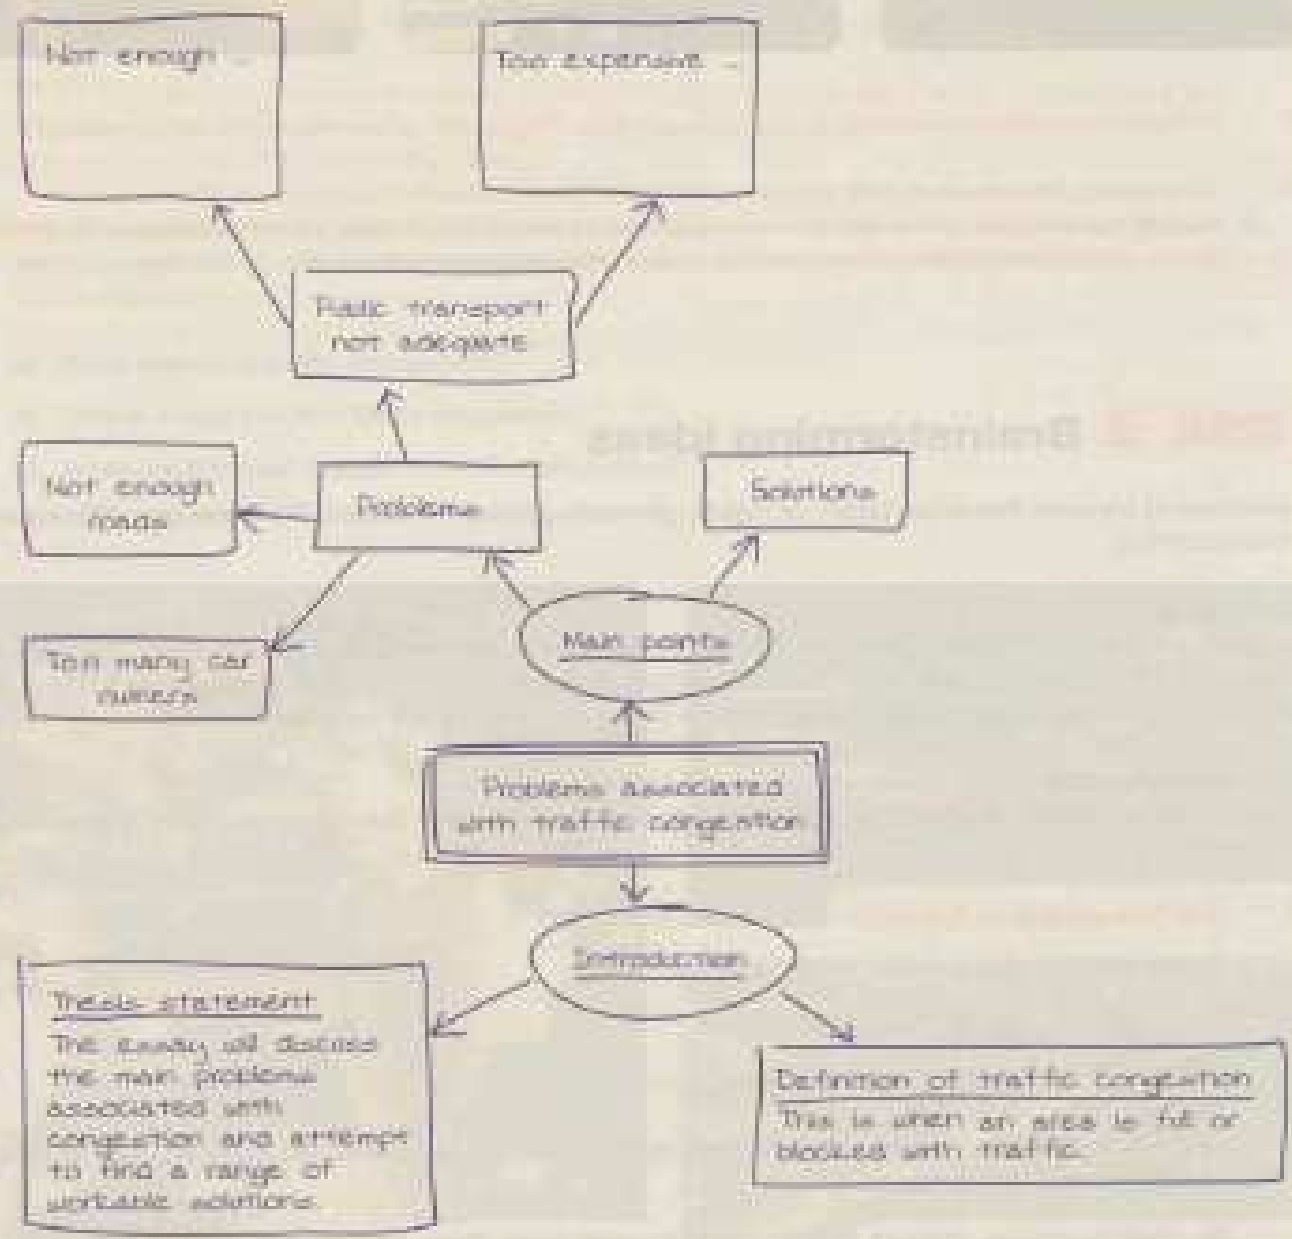 Not enough ...
Too expensive ...
Public transport
not adequate
Brainstorming ideas
Not enough
roads
Problems
Solutions
Main points
Too many car
owners
Problems associated
with traffic congestion
Introduction
Thesis statement
The essay will discuss
the main problems
associated with
congestion and attempt
to find a range of
workable solutions
Definition of traffic congestion
This is when an area is full or
blocked with traffic